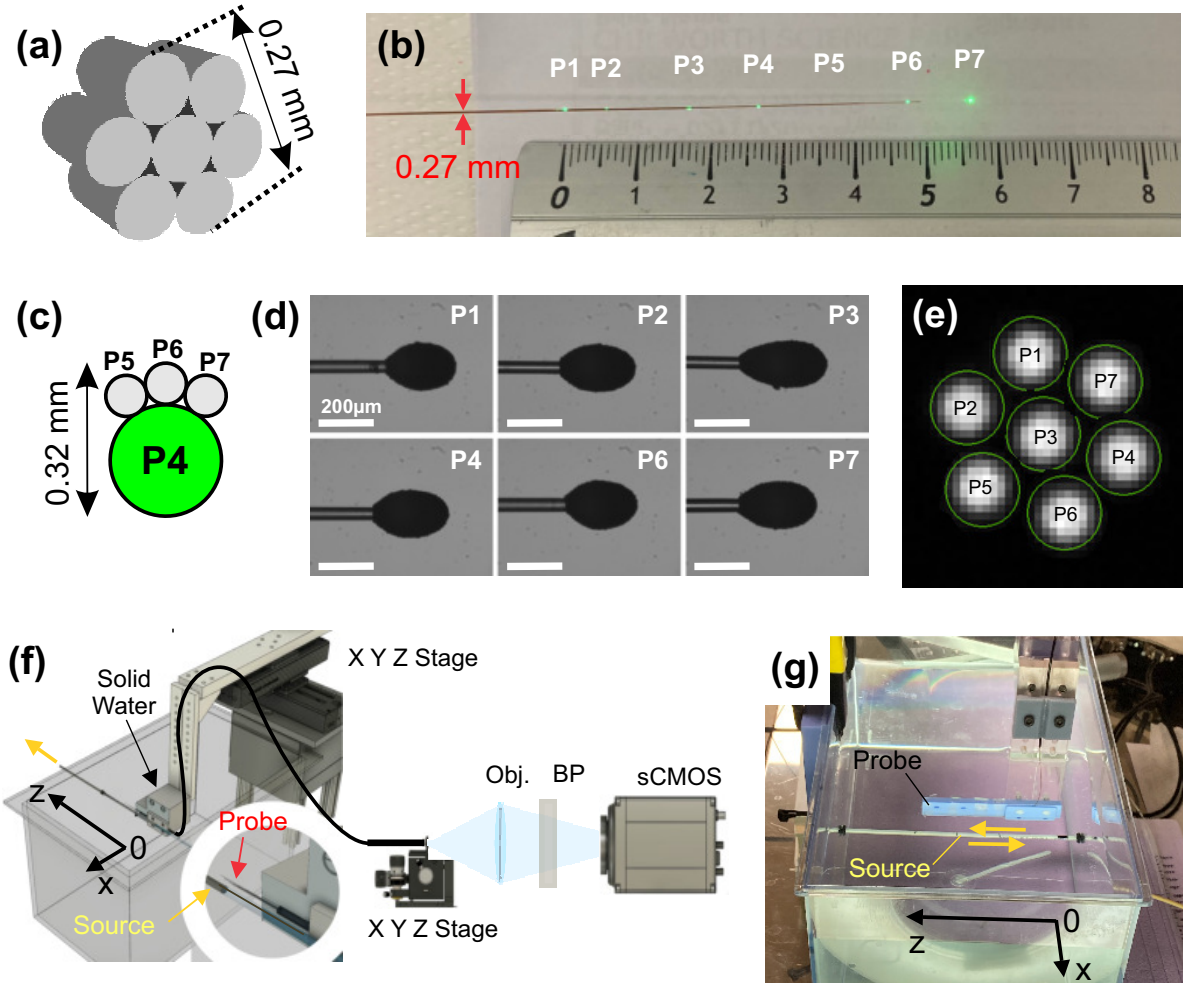 (a)
0.27 mm
(b)
P1 P2 P3 P4 P5 P6 P7
0.27 mm
0 1 2 3 4 5 6 7 8
(c)
P5 P6 P7
0.32 mm
P4
(d)
P1 P2 P3
200µm
P4 P6 P7
(e)
P1
P7
P2
P3
P4
P5
P6
(f)
X Y Z Stage
Solid
Water
Obj. BP sCMOS
Z
0
X
Probe
Source
X Y Z Stage
(g)
Probe
Source
0
Z
X